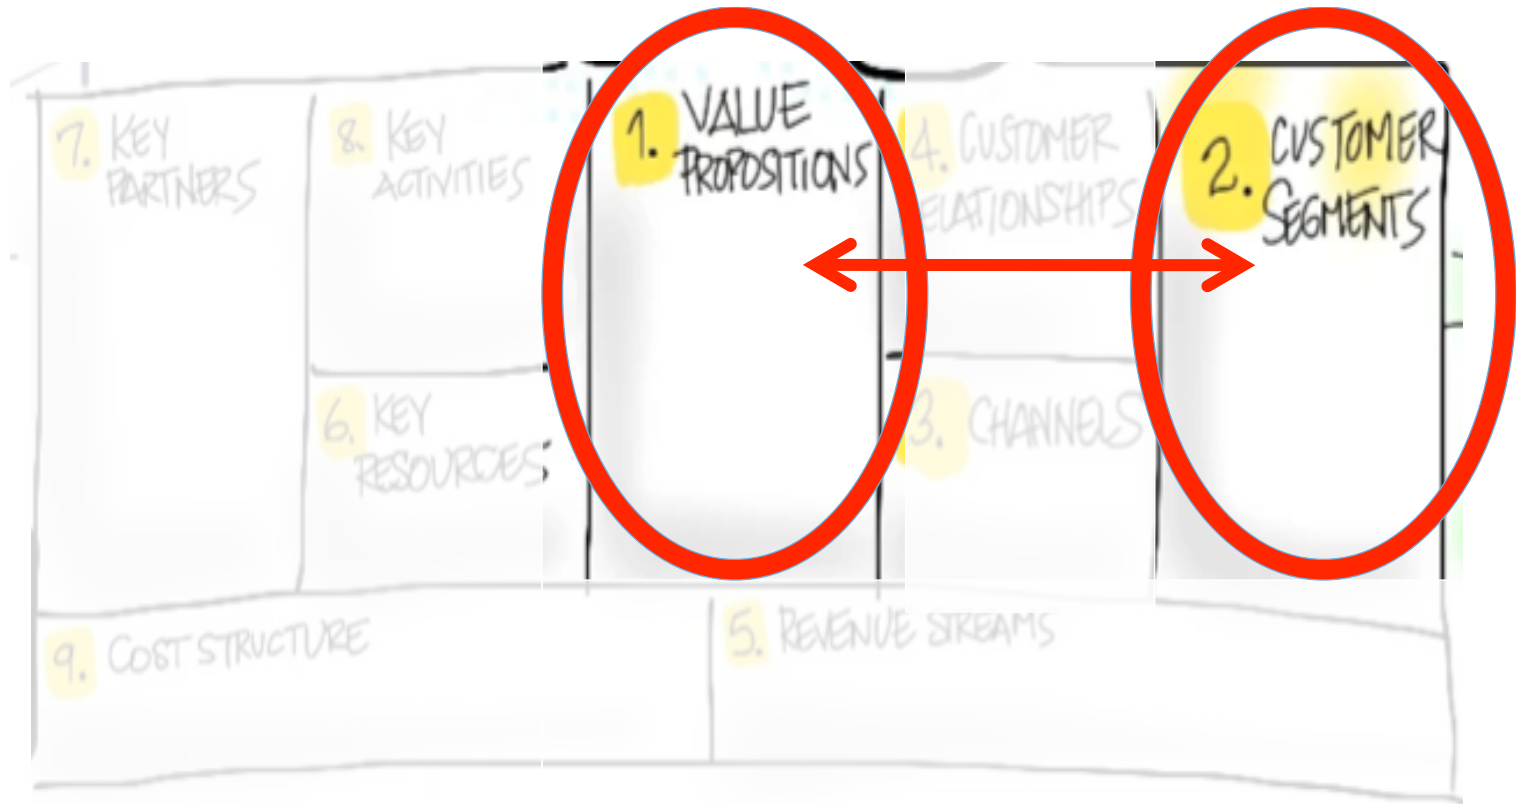 7. KEY
PARTNERS
8. KEY
ACTIVITIES
6. KEY
RESOURCES
1. VALUE
PROPOSITIONS
4. CUSTOMER
ELATIONSHIPS
3. CHANNELS
2. CUSTOMER
SEGMENTS
9. COST STRUCTURE
5. REVENUE STREAMS